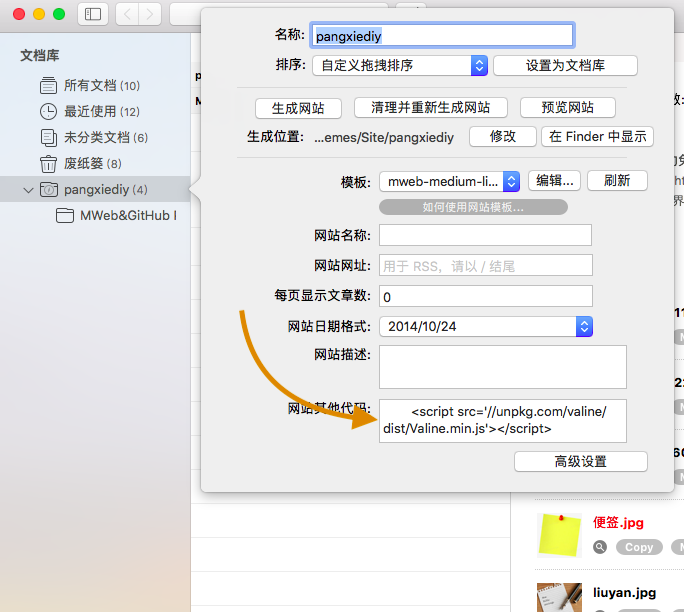 文档库
所有文档 (10)
最近使用 (12)
未分类文档 (6)
废纸篓 (8)
pangxiediy (4)
MWeb&GitHub I
名称: pangxiediy
排序: 自定义拖拽排序 设置为文档库
生成网站 清理并重新生成网站 预览网站
生成位置: ...emes/Site/pangxiediy 修改 在 Finder 中显示
模板: mweb-medium-li... 编辑... 刷新
如何使用网站模板...
网站名称:
网站网址: 用于 RSS，请以 / 结尾
每页显示文章数: 0
网站日期格式: 2014/10/24
网站描述:
网站其他代码: <script src='//unpkg.com/valine/
dist/Valine.min.js'></script>
高级设置
便签.jpg
Copy
liuyan.jpg